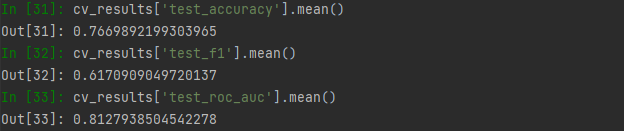 In [31]: cv_results['test_accuracy'].mean()
Out[31]: 0.7669892199303965
In [32]: cv_results['test_f1'].mean()
Out[32]: 0.6170909049720137
In [33]: cv_results['test_roc_auc'].mean()
Out[33]: 0.8127938504542278